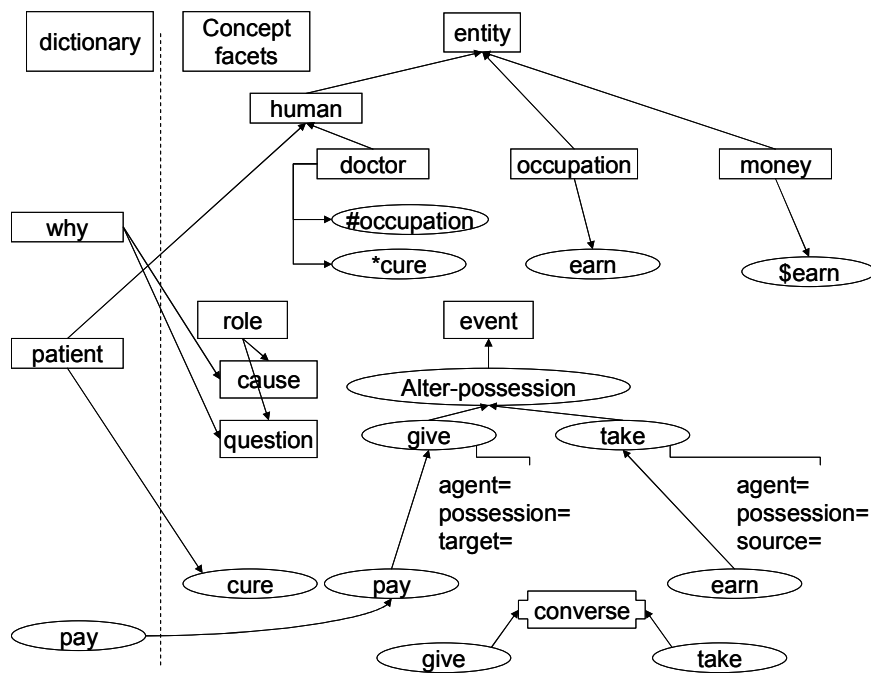 dictionary
Concept
facets
entity
human
doctor
occupation
money
why
#occupation
*cure
earn
$earn
role
event
patient
cause
Alter-possession
question
give
take
agent=
possession=
target=
agent=
possession=
source=
cure
pay
earn
converse
pay
give
take